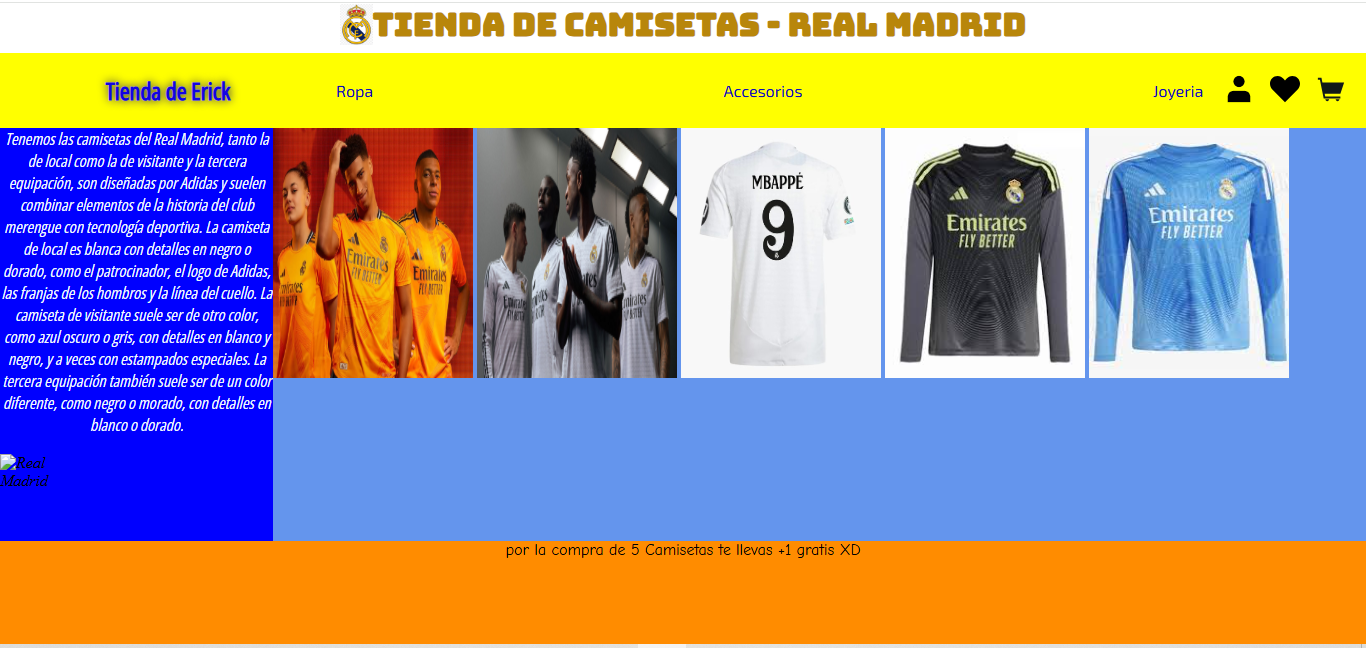 TIENDA DE CAMISETAS - REAL MADRID
Tienda de Erick
Ropa
Accesorios
Joyeria
Tenemos las camisetas del Real Madrid, tanto la
de local como la de visitante y la tercera
equipación, son diseñadas por Adidas y suelen
combinar elementos de la historia del club
merengue con tecnología deportiva. La camiseta
de local es blanca con detalles en negro o
dorado, como el patrocinador, el logo de Adidas,
las franjas de los hombros y la línea del cuello. La
camiseta de visitante suele ser de otro color,
como azul oscuro o gris, con detalles en blanco y
negro, y a veces con estampados especiales. La
tercera equipación también suele ser de un color
diferente, como negro o morado, con detalles en
blanco o dorado.
Real
Madrid
Emirates
FLY BETTER
Emirates
FLY BETTER
MBAPPÉ
9
Emirates
FLY BETTER
Emirates
FLY BETTER
por la compra de 5 Camisetas te llevas +1 gratis XD